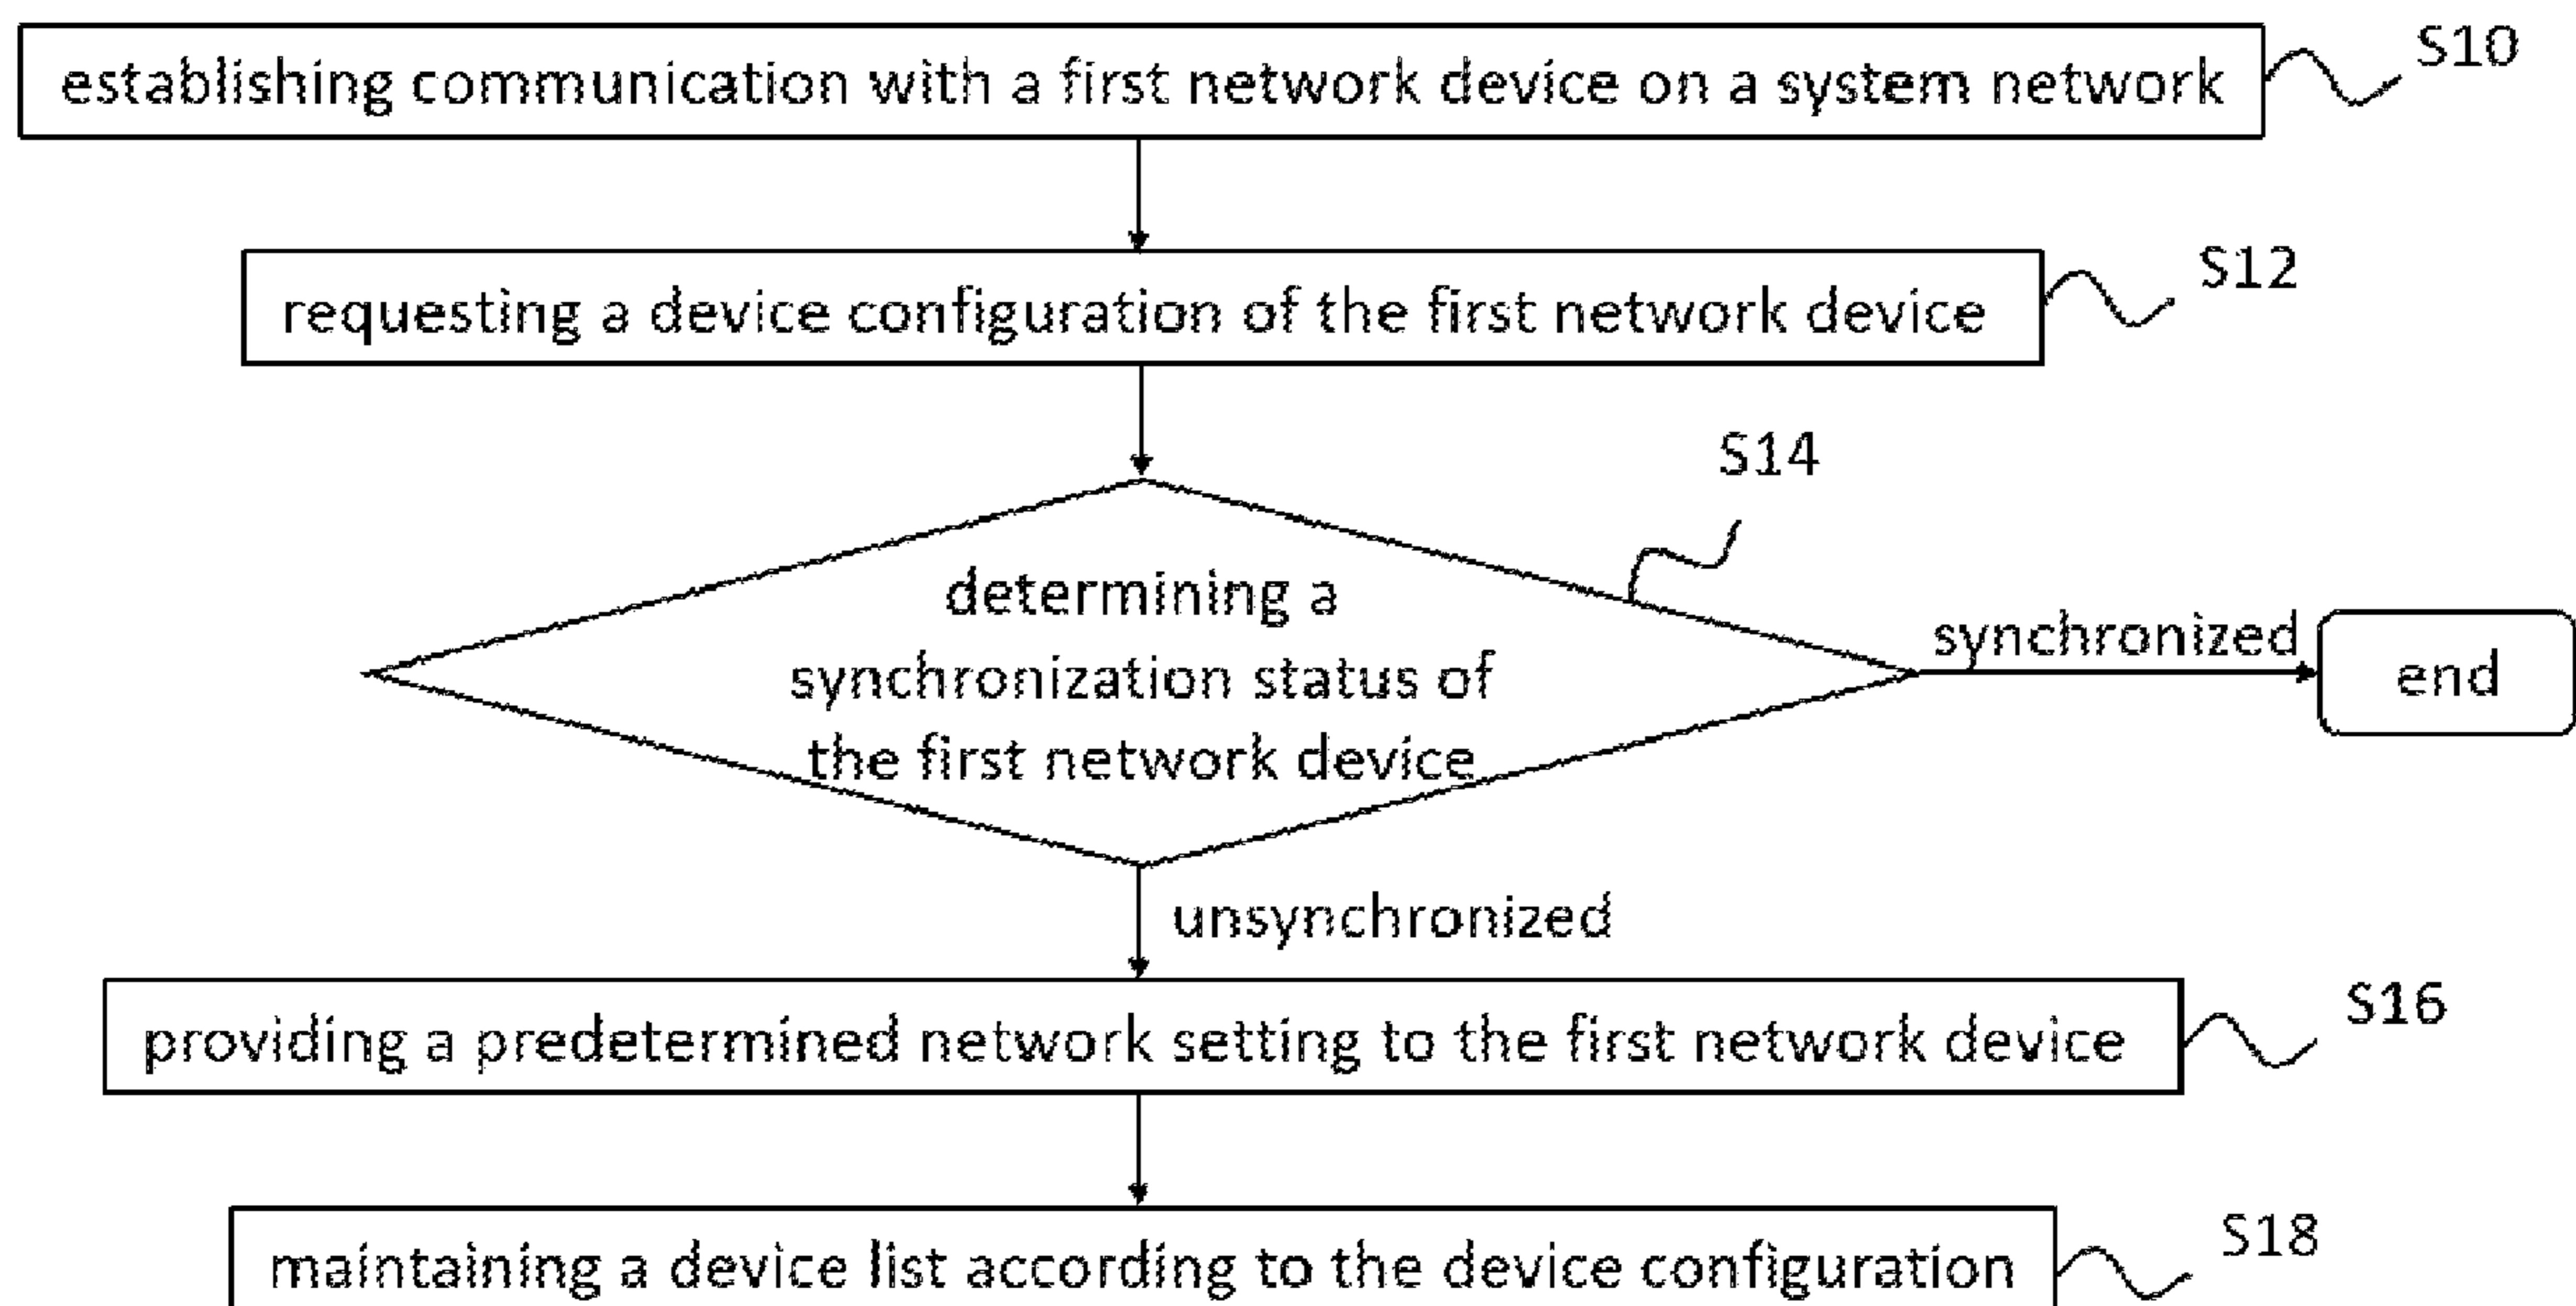 establishing communication with a first network device on a system network
S10
requesting a device configuration of the first network device
S12
S14
determining a
synchronization status of
the first network device
synchronized
end
unsynchronized
providing a predetermined network setting to the first network device
S16
maintaining a device list according to the device configuration
S18